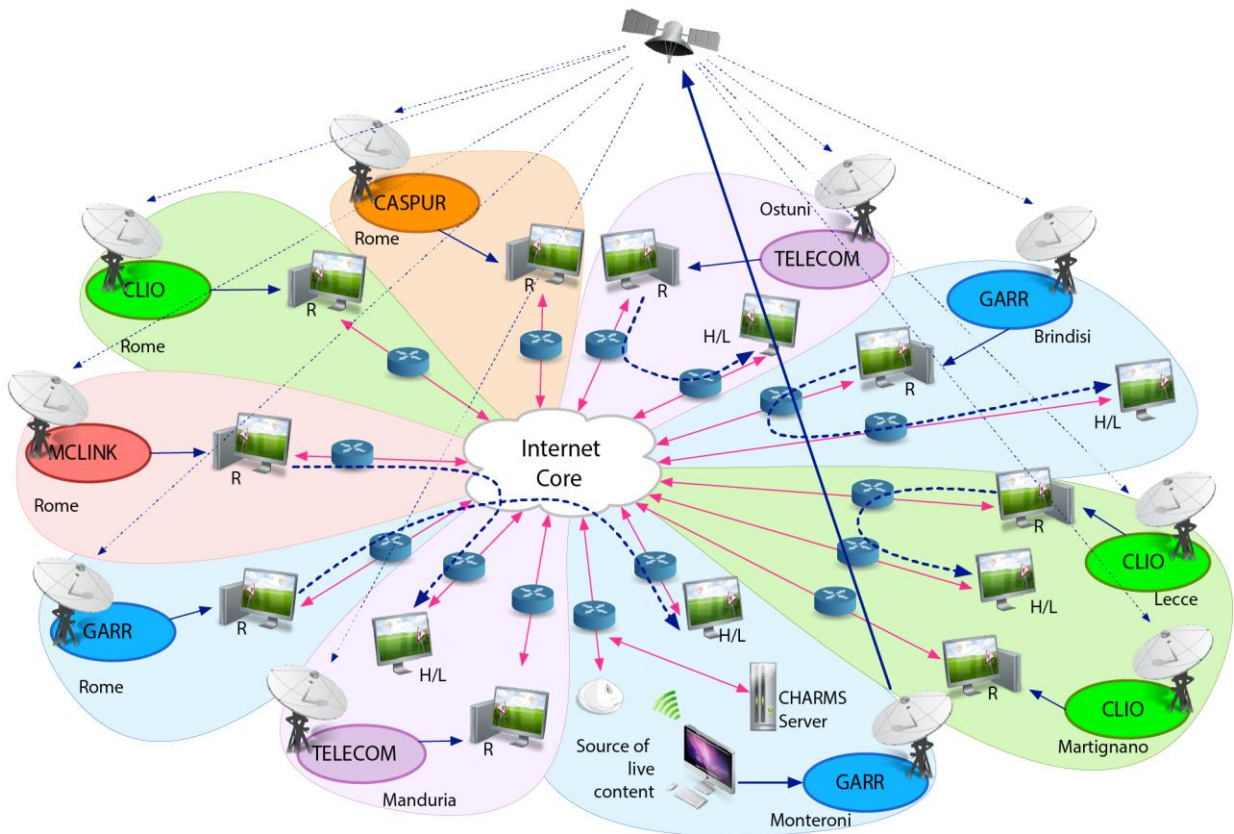 CASPUR
Rome
R
Ostuni
TELECOM
R
H/L
CLIO
Rome
R
GARR
Brindisi
R
H/L
MCLINK
Rome
R
Internet
Core
R
CLIO
Lecce
H/L
GARR
Rome
R
H/L
H/L
R
CLIO
Martignano
TELECOM
Manduria
R
Source of
live
content
CHARMS
Server
GARR
Monteroni